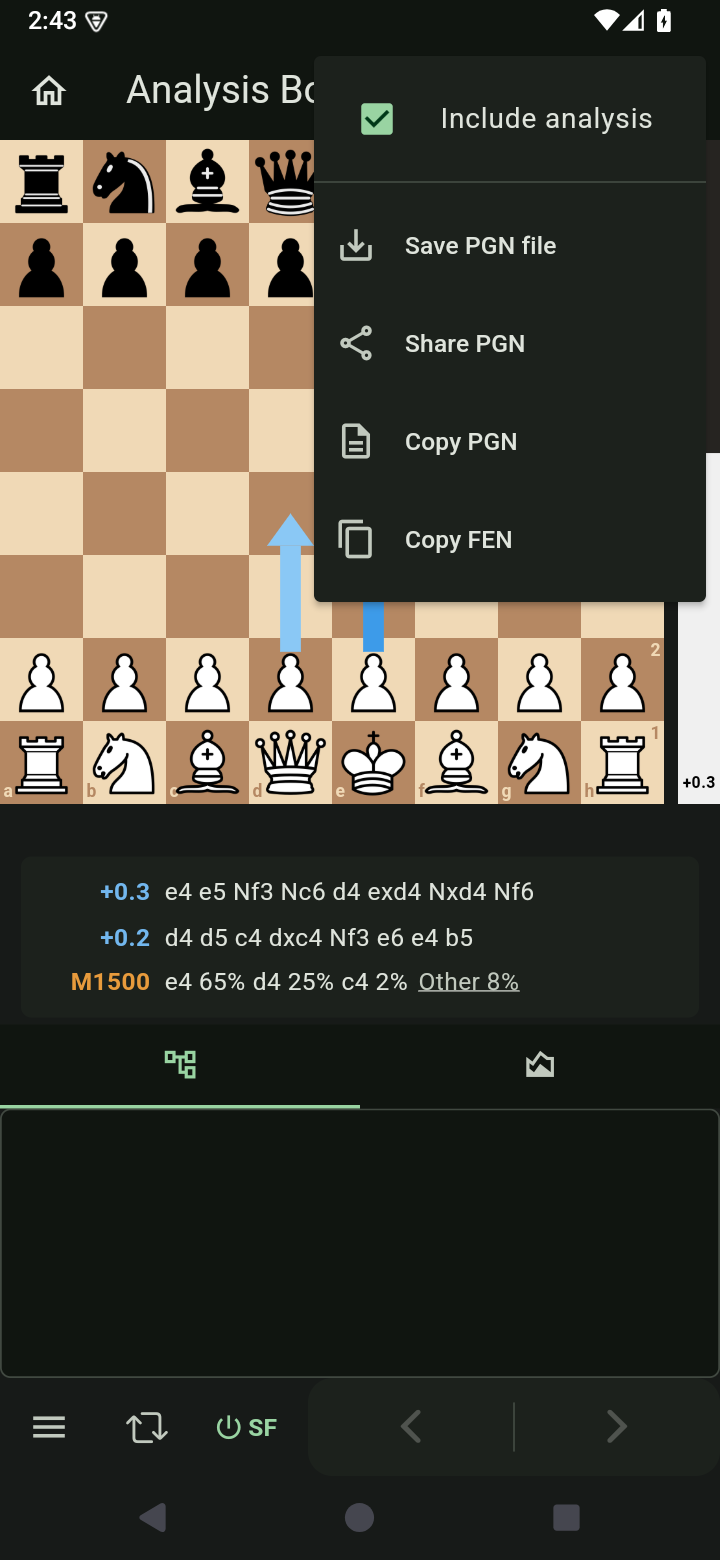 2:43
Analysis Bo
Include analysis
Save PGN file
Share PGN
Copy PGN
Copy FEN
2
1
a b c d e f g h
+0.3
+0.3 e4 e5 Nf3 Nc6 d4 exd4 Nxd4 Nf6
+0.2 d4 d5 c4 dxc4 Nf3 e6 e4 b5
M1500 e4 65% d4 25% c4 2% Other 8%
SF